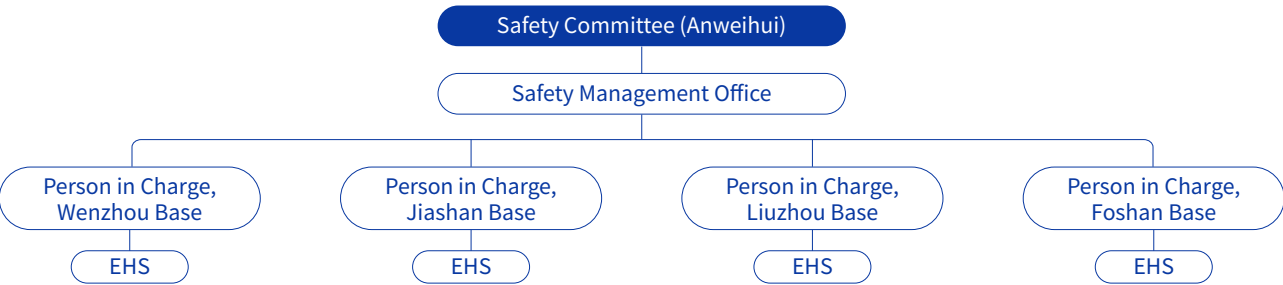 Safety Committee (Anweihui)
Safety Management Office
Person in Charge,
Wenzhou Base
Person in Charge,
Jiashan Base
Person in Charge,
Liuzhou Base
Person in Charge,
Foshan Base
EHS
EHS
EHS
EHS